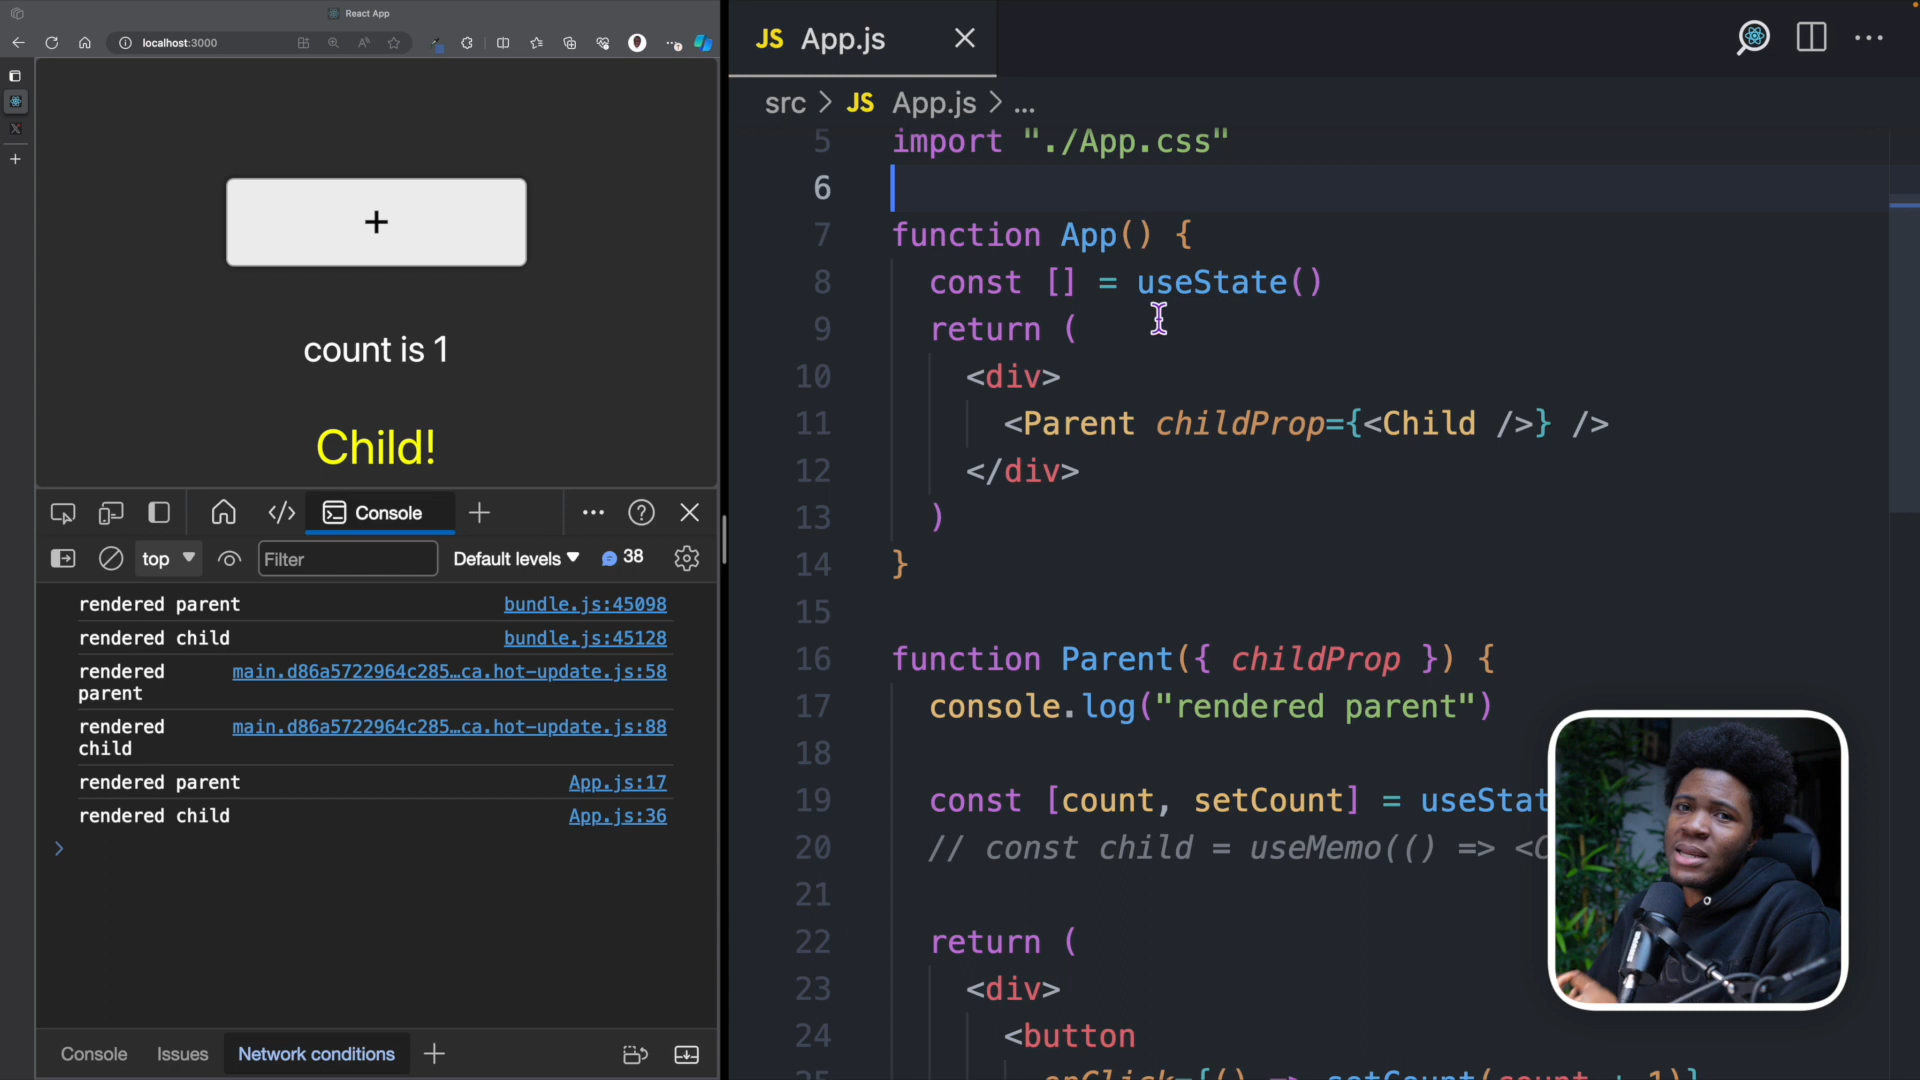 React App
localhost:3000
+
count is 1
Child!
Console
top
Filter
Default levels
38
rendered parent bundle.js:45098
rendered child bundle.js:45128
rendered main.d86a5722964c285…ca.hot-update.js:58
parent
rendered main.d86a5722964c285…ca.hot-update.js:88
child
rendered parent App.js:17
rendered child App.js:36
Console Issues Network conditions
JS App.js
src > JS App.js > ...
5 import "./App.css"
6
7 function App() {
8 const [] = useState()
9 return (
10 <div>
11 <Parent childProp={<Child />} />
12 </div>
13 )
14 }
15
16 function Parent({ childProp }) {
17 console.log("rendered parent")
18
19 const [count, setCount] = useStat
20 // const child = useMemo(() => <C
21
22 return (
23 <div>
24 <button
25 onClick={() => setCount(count + 1)}